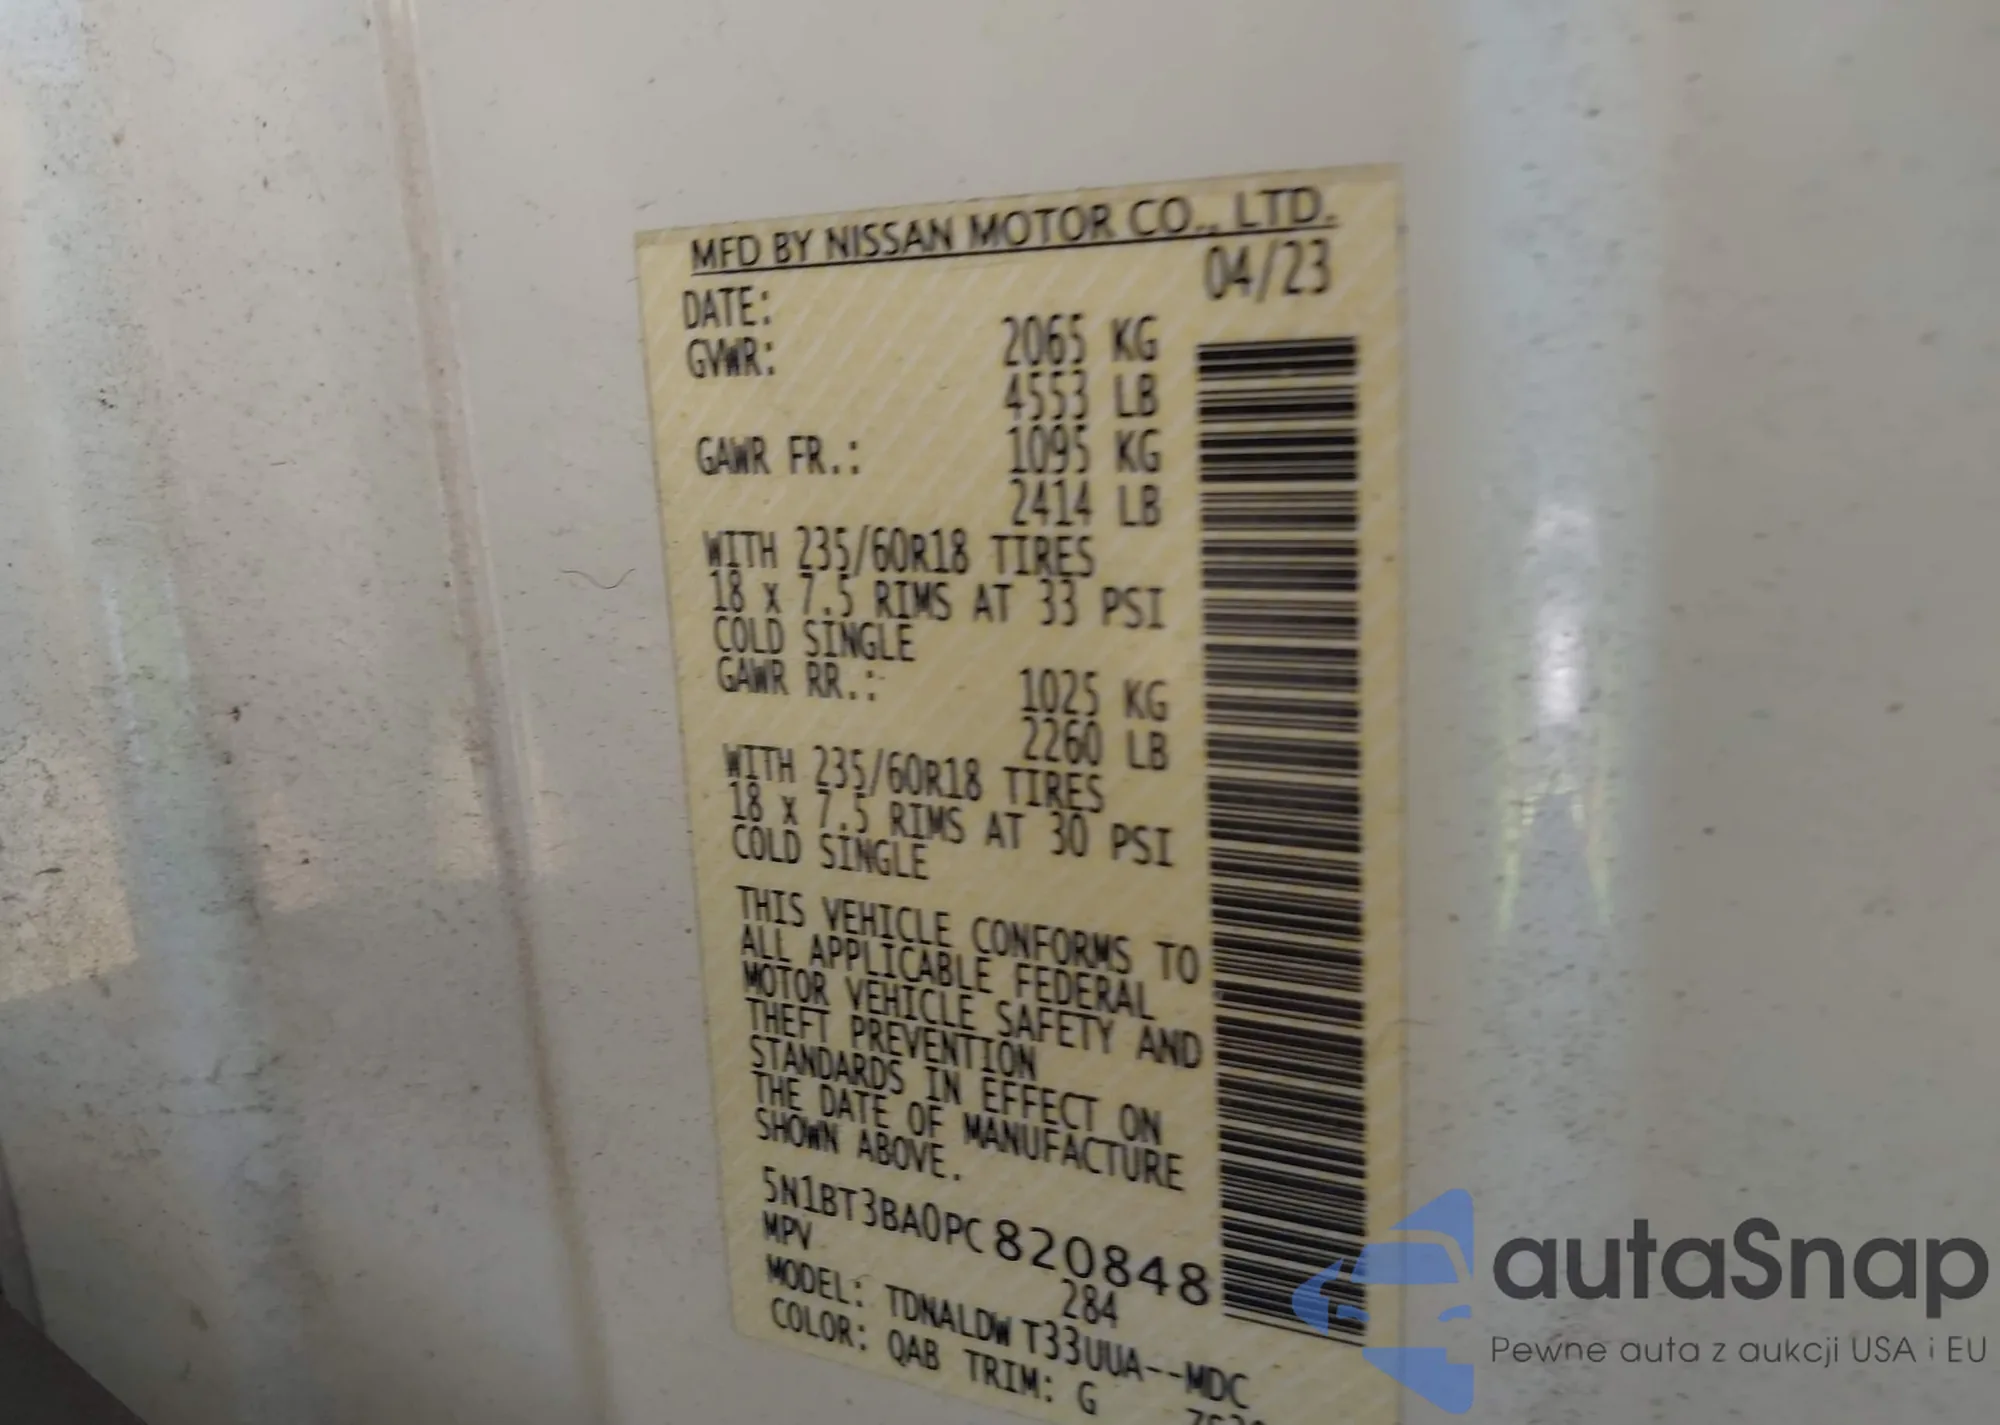 MFD BY NISSAN MOTOR CO., LTD.
DATE: 04/23
GVWR: 2065 KG
4553 LB
GAWR FR.: 1095 KG
2414 LB
WITH 235/60R18 TIRES
18 x 7.5 RIMS AT 33 PSI
COLD SINGLE
GAWR RR.: 1025 KG
2260 LB
WITH 235/60R18 TIRES
18 x 7.5 RIMS AT 30 PSI
COLD SINGLE
THIS VEHICLE CONFORMS TO
ALL APPLICABLE FEDERAL
MOTOR VEHICLE SAFETY AND
THEFT PREVENTION
STANDARDS IN EFFECT ON
THE DATE OF MANUFACTURE
SHOWN ABOVE.
5N1BT3BA0PC820848
MPV 284
MODEL: TDNALDW T33UUA--MDC
COLOR: QAB TRIM: G
autaSnap
Pewne auta z aukcji USA i EU